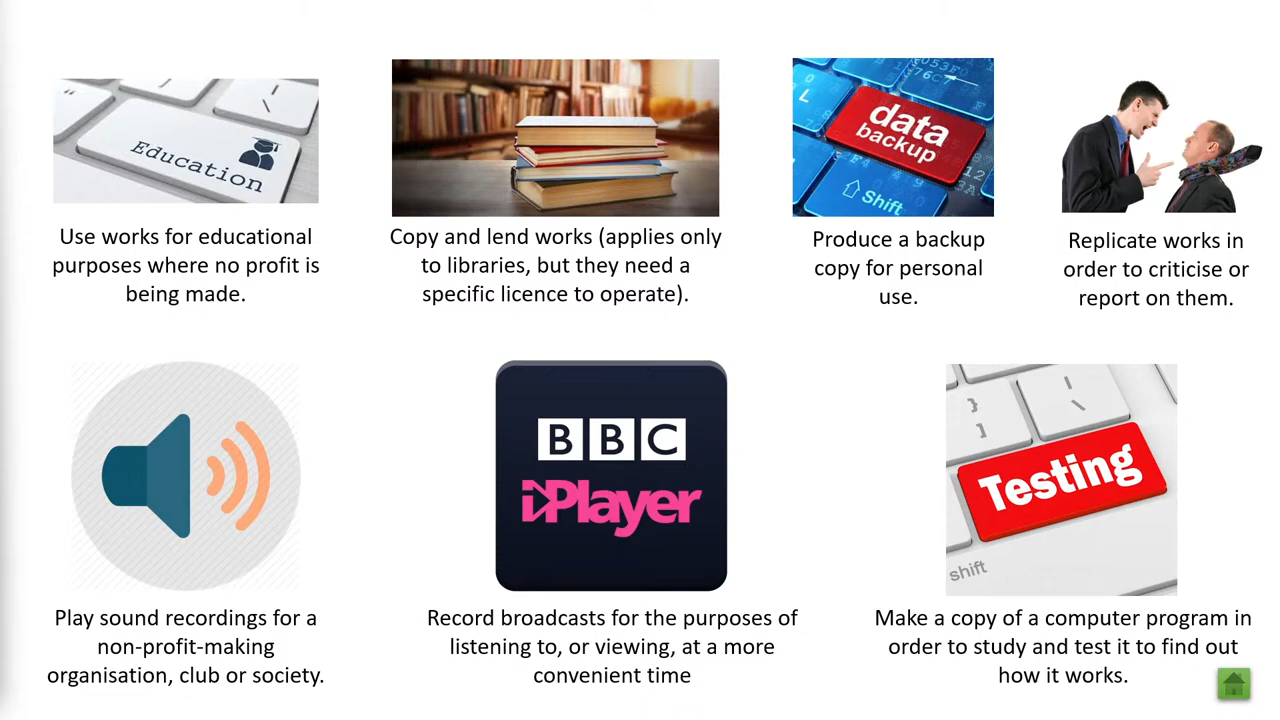 Education
data
backup
L
Shift
Use works for educational
purposes where no profit is
being made.
Copy and lend works (applies only
to libraries, but they need a
specific licence to operate).
Produce a backup
copy for personal
use.
Replicate works in
order to criticise or
report on them.
BBC
iPlayer
}
]
|
\
Testing
shift
Play sound recordings for a
non-profit-making
organisation, club or society.
Record broadcasts for the purposes of
listening to, or viewing, at a more
convenient time
Make a copy of a computer program in
order to study and test it to find out
how it works.